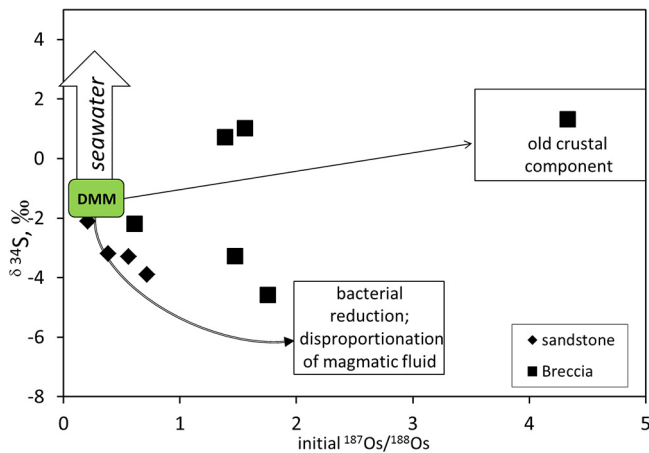 4
2
0
-2
-4
-6
-8
δ ³⁴S, ‰
seawater
DMM
old crustal
component
bacterial
reduction;
disproportionation
of magmatic fluid
sandstone
Breccia
0
1
2
3
4
5
initial ¹⁸⁷Os/¹⁸⁸Os